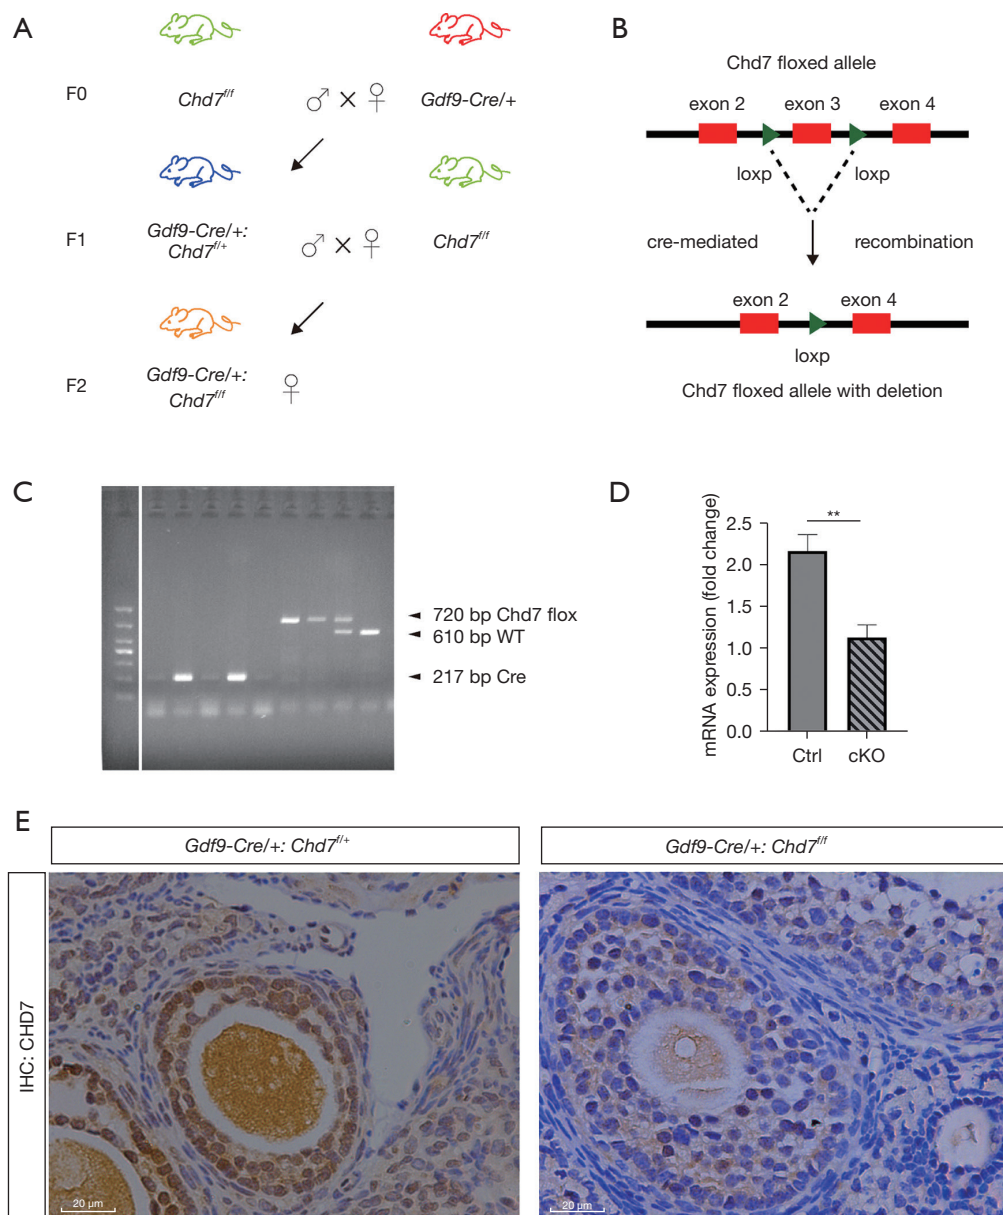 A
F0
Chd7f/f
♂ × ♀
Gdf9-Cre/+
F1
Gdf9-Cre/+:
Chd7f/+
♂ × ♀
Chd7f/f
F2
Gdf9-Cre/+:
Chd7f/f
♀
B
Chd7 floxed allele
exon 2 exon 3 exon 4
loxp loxp
cre-mediated recombination
exon 2 exon 4
loxp
Chd7 floxed allele with deletion
C
720 bp Chd7 flox
610 bp WT
217 bp Cre
D
mRNA expression (fold change)
2.5
2.0
1.5
1.0
0.5
0.0
**
Ctrl cKO
E
Gdf9-Cre/+: Chd7f/+
Gdf9-Cre/+: Chd7f/f
IHC: CHD7
20 µm
20 µm